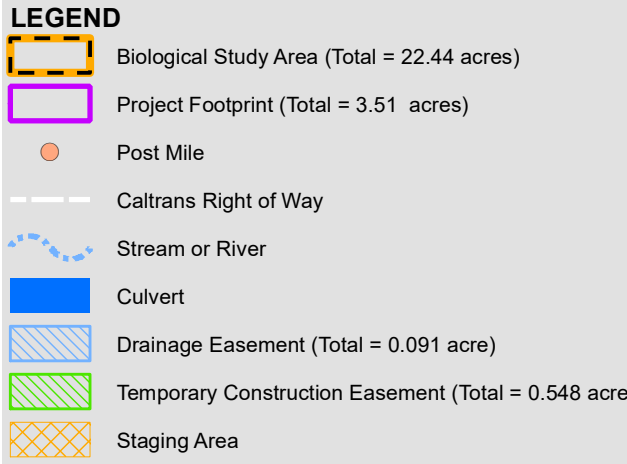 LEGEND
Biological Study Area (Total = 22.44 acres)
Project Footprint (Total = 3.51 acres)
Post Mile
Caltrans Right of Way
Stream or River
Culvert
Drainage Easement (Total = 0.091 acre)
Temporary Construction Easement (Total = 0.548 acre
Staging Area